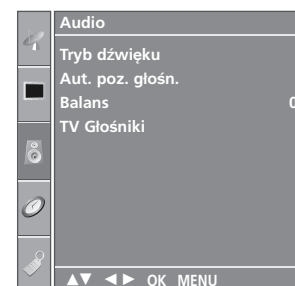 Audio
Tryb dźwięku
Aut. poz. głośn.
Balans 0
TV Głośniki
▲▼ ◄► OK MENU